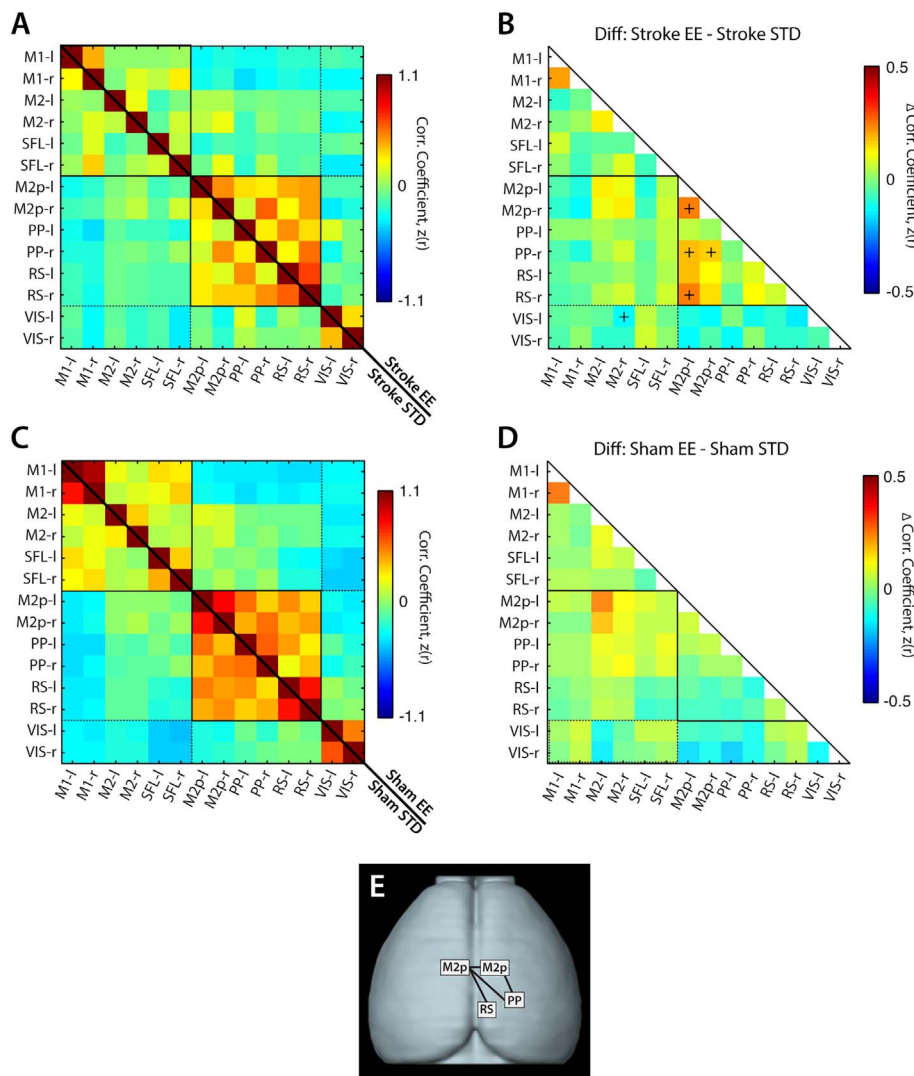 A
M1-l
M1-r
M2-l
M2-r
SFL-l
SFL-r
M2p-l
M2p-r
PP-l
PP-r
RS-l
RS-r
VIS-l
VIS-r
M1-l M1-r M2-l M2-r SFL-l SFL-r M2p-l M2p-r PP-l PP-r RS-l RS-r VIS-l VIS-r
Stroke EE
Stroke STD
1.1
0
-1.1
Corr. Coefficient, z(r)
B
Diff: Stroke EE - Stroke STD
M1-l
M1-r
M2-l
M2-r
SFL-l
SFL-r
M2p-l
M2p-r
PP-l
PP-r
RS-l
RS-r
VIS-l
VIS-r
+
+ +
+
+
M1-l M1-r M2-l M2-r SFL-l SFL-r M2p-l M2p-r PP-l PP-r RS-l RS-r VIS-l VIS-r
0.5
0
-0.5
Δ Corr. Coefficient, z(r)
C
M1-l
M1-r
M2-l
M2-r
SFL-l
SFL-r
M2p-l
M2p-r
PP-l
PP-r
RS-l
RS-r
VIS-l
VIS-r
M1-l M1-r M2-l M2-r SFL-l SFL-r M2p-l M2p-r PP-l PP-r RS-l RS-r VIS-l VIS-r
Sham EE
Sham STD
1.1
0
-1.1
Corr. Coefficient, z(r)
D
Diff: Sham EE - Sham STD
M1-l
M1-r
M2-l
M2-r
SFL-l
SFL-r
M2p-l
M2p-r
PP-l
PP-r
RS-l
RS-r
VIS-l
VIS-r
M1-l M1-r M2-l M2-r SFL-l SFL-r M2p-l M2p-r PP-l PP-r RS-l RS-r VIS-l VIS-r
0.5
0
-0.5
Δ Corr. Coefficient, z(r)
E
M2p M2p
RS PP